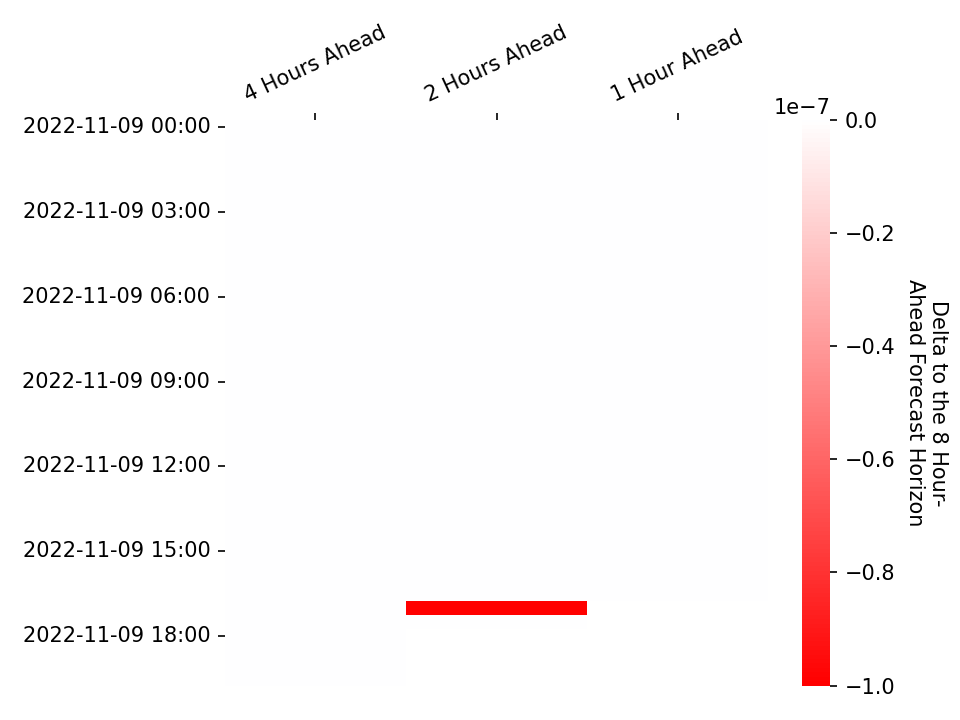 4 Hours Ahead
2 Hours Ahead
1 Hour Ahead
1e−7
2022-11-09 00:00
2022-11-09 03:00
2022-11-09 06:00
2022-11-09 09:00
2022-11-09 12:00
2022-11-09 15:00
2022-11-09 18:00
0.0
−0.2
−0.4
−0.6
−0.8
−1.0
Delta to the 8 Hour-
Ahead Forecast Horizon